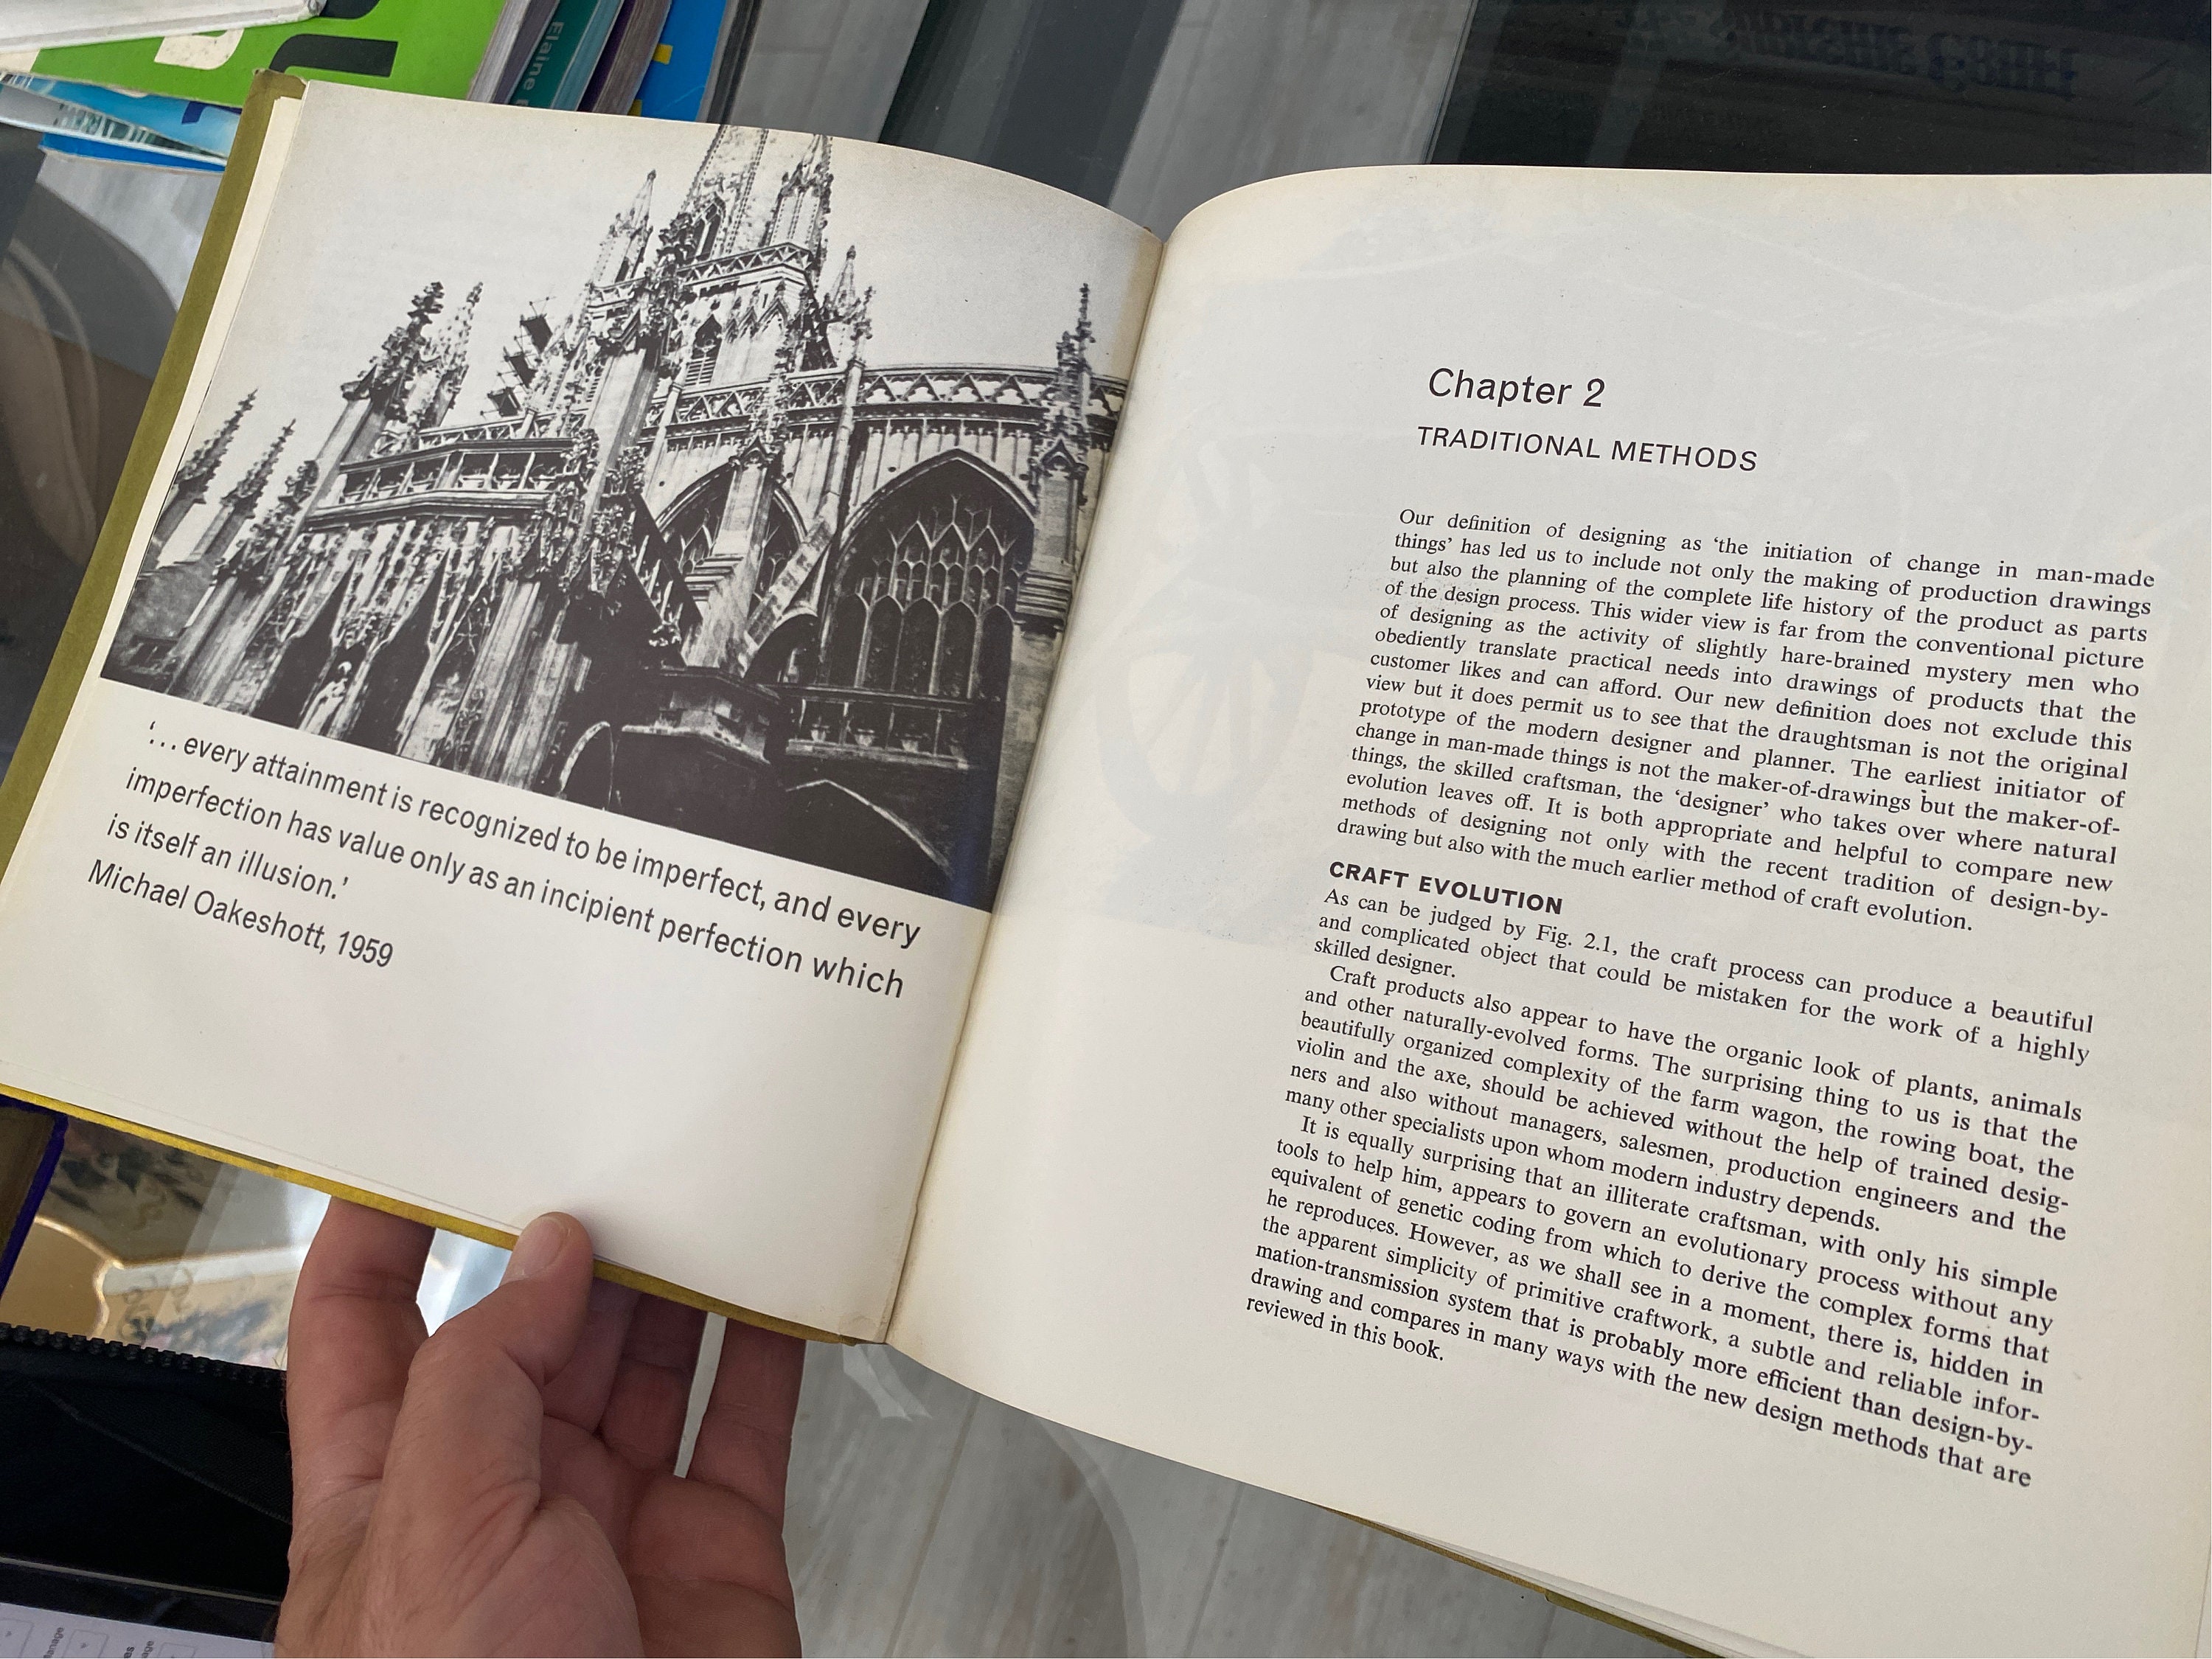 Elaine
'... every attainment is recognized to be imperfect, and every
imperfection has value only as an incipient perfection which
is itself an illusion.'
Michael Oakeshott, 1959
Chapter 2
TRADITIONAL METHODS
Our definition of designing as 'the initiation of change in man-made
things' has led us to include not only the making of production drawings
but also the planning of the complete life history of the product as parts
of the design process. This wider view is far from the conventional picture
of designing as the activity of slightly hare-brained mystery men who
obediently translate practical needs into drawings of products that the
customer likes and can afford. Our new definition does not exclude this
view but it does permit us to see that the draughtsman is not the original
prototype of the modern designer and planner. The earliest initiator of
change in man-made things is not the maker-of-drawings but the maker-of-
things, the skilled craftsman, the 'designer' who takes over where natural
evolution leaves off. It is both appropriate and helpful to compare new
methods of designing not only with the recent tradition of design-by-
drawing but also with the much earlier method of craft evolution.
CRAFT EVOLUTION
As can be judged by Fig. 2.1, the craft process can produce a beautiful
and complicated object that could be mistaken for the work of a highly
skilled designer.
Craft products also appear to have the organic look of plants, animals
and other naturally-evolved forms. The surprising thing to us is that the
beautifully organized complexity of the farm wagon, the rowing boat, the
violin and the axe, should be achieved without the help of trained desig-
ners and also without managers, salesmen, production engineers and the
many other specialists upon whom modern industry depends.
It is equally surprising that an illiterate craftsman, with only his simple
tools to help him, appears to govern an evolutionary process without any
equivalent of genetic coding from which to derive the complex forms that
he reproduces. However, as we shall see in a moment, there is, hidden in
the apparent simplicity of primitive craftwork, a subtle and reliable infor-
mation-transmission system that is probably more efficient than design-by-
drawing and compares in many ways with the new design methods that are
reviewed in this book.